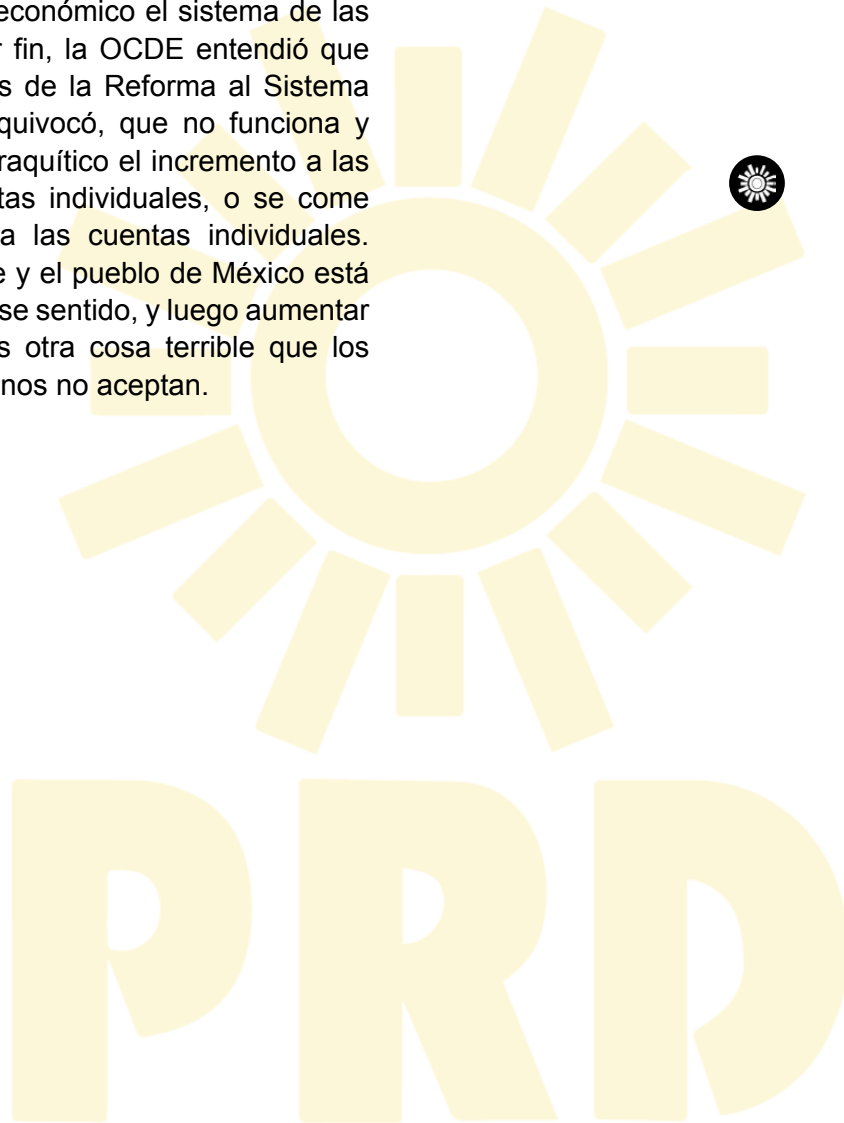 económico el sistema de las
fin, la OCDE entendió que
s de la Reforma al Sistema
quivocó, que no funciona y
raquítico el incremento a las
tas individuales, o se come
a las cuentas individuales.
e y el pueblo de México está
se sentido, y luego aumentar
s otra cosa terrible que los
nos no aceptan.
PRD